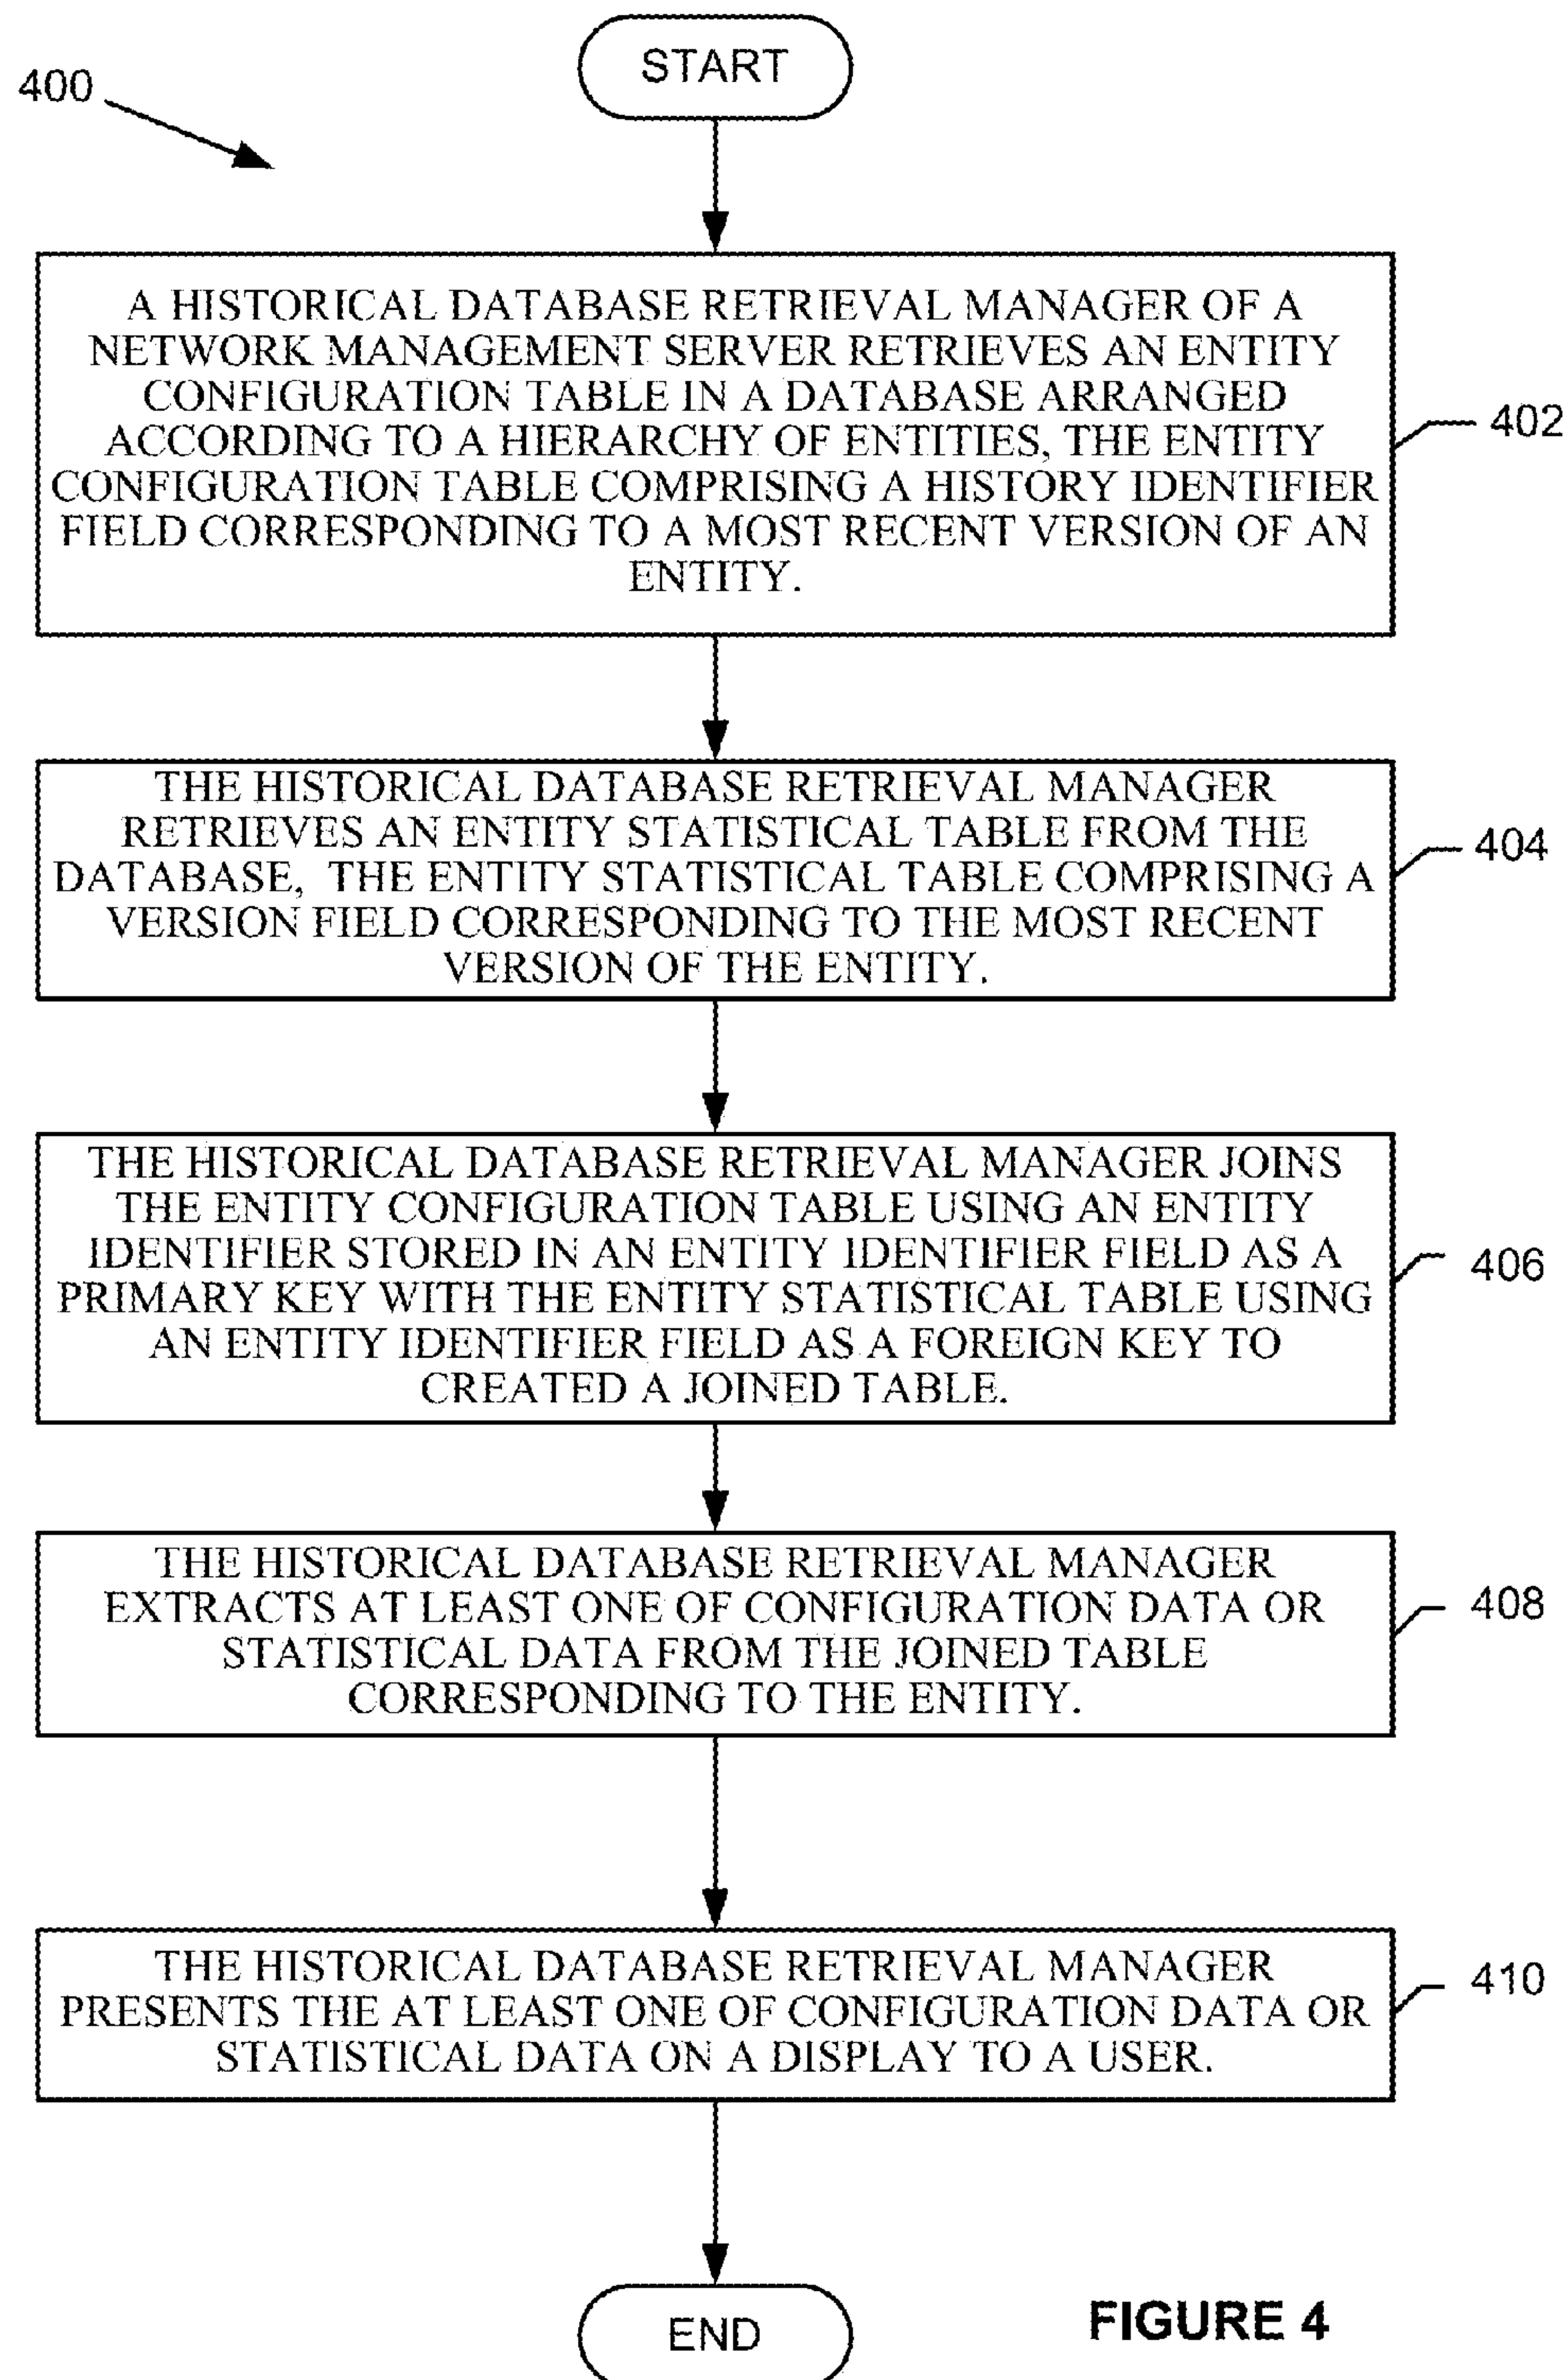 START
400
A HISTORICAL DATABASE RETRIEVAL MANAGER OF A
NETWORK MANAGEMENT SERVER RETRIEVES AN ENTITY
CONFIGURATION TABLE IN A DATABASE ARRANGED
ACCORDING TO A HIERARCHY OF ENTITIES, THE ENTITY
CONFIGURATION TABLE COMPRISING A HISTORY IDENTIFIER
FIELD CORRESPONDING TO A MOST RECENT VERSION OF AN
ENTITY.
402
THE HISTORICAL DATABASE RETRIEVAL MANAGER
RETRIEVES AN ENTITY STATISTICAL TABLE FROM THE
DATABASE, THE ENTITY STATISTICAL TABLE COMPRISING A
VERSION FIELD CORRESPONDING TO THE MOST RECENT
VERSION OF THE ENTITY.
404
THE HISTORICAL DATABASE RETRIEVAL MANAGER JOINS
THE ENTITY CONFIGURATION TABLE USING AN ENTITY
IDENTIFIER STORED IN AN ENTITY IDENTIFIER FIELD AS A
PRIMARY KEY WITH THE ENTITY STATISTICAL TABLE USING
AN ENTITY IDENTIFIER FIELD AS A FOREIGN KEY TO
CREATED A JOINED TABLE.
406
THE HISTORICAL DATABASE RETRIEVAL MANAGER
EXTRACTS AT LEAST ONE OF CONFIGURATION DATA OR
STATISTICAL DATA FROM THE JOINED TABLE
CORRESPONDING TO THE ENTITY.
408
THE HISTORICAL DATABASE RETRIEVAL MANAGER
PRESENTS THE AT LEAST ONE OF CONFIGURATION DATA OR
STATISTICAL DATA ON A DISPLAY TO A USER.
410
END
FIGURE 4